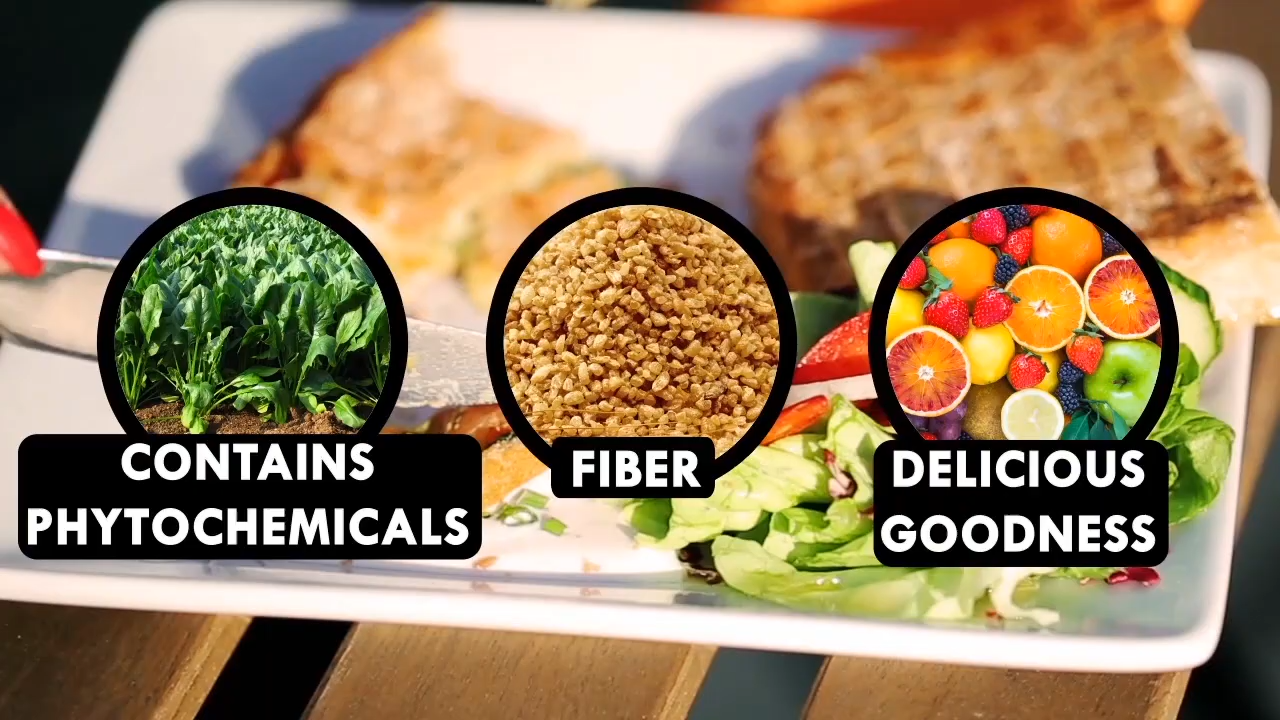 CONTAINS
PHYTOCHEMICALS
FIBER
DELICIOUS
GOODNESS